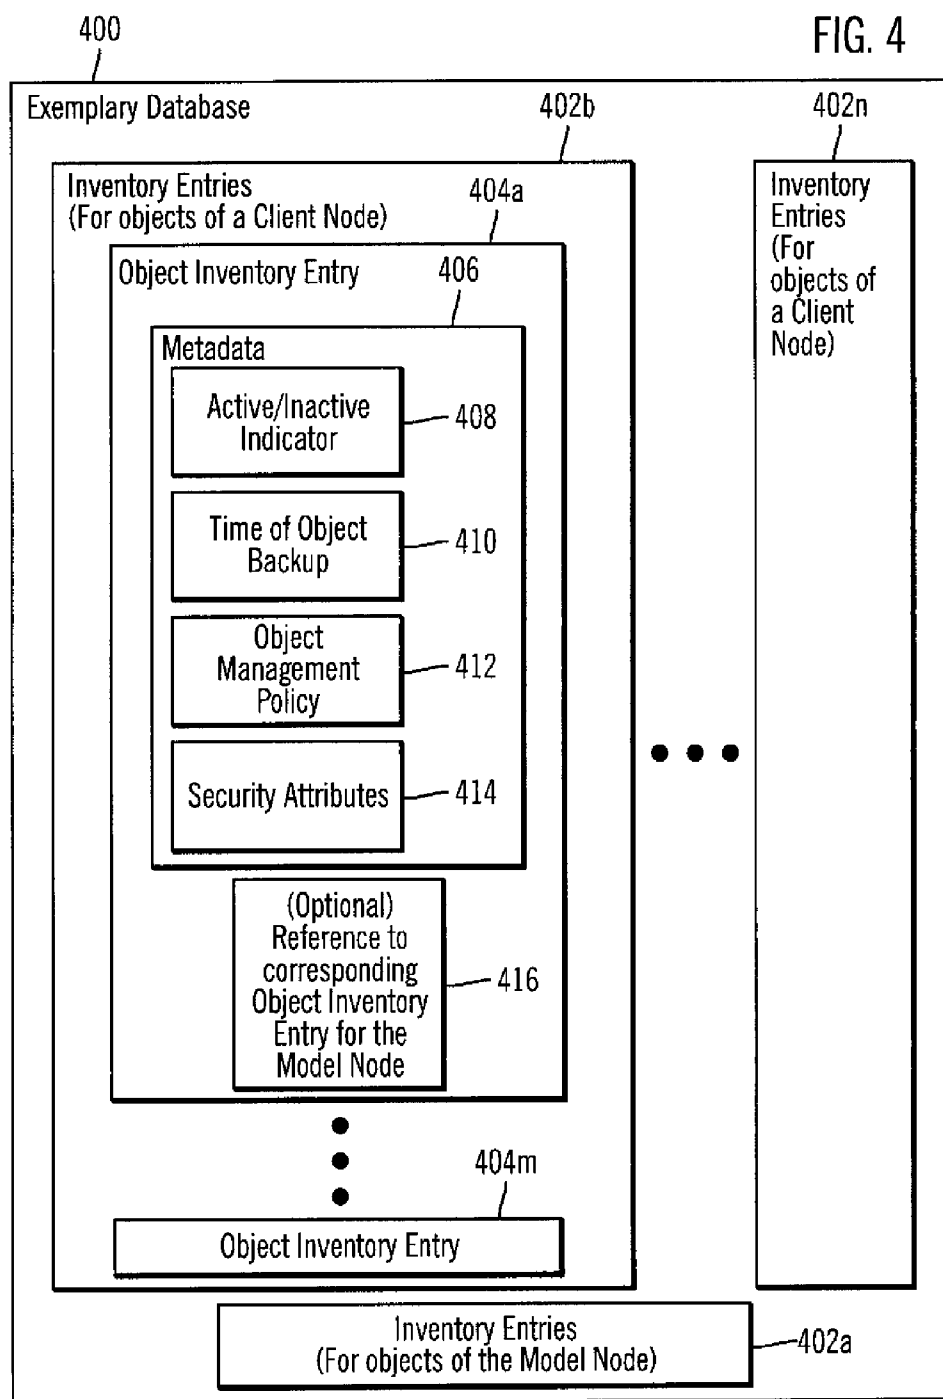 400
FIG. 4
Exemplary Database
402b
402n
Inventory Entries
(For objects of a Client Node)
404a
Object Inventory Entry
406
Metadata
Active/Inactive
Indicator
408
Time of Object
Backup
410
Object
Management
Policy
412
Security Attributes
414
(Optional)
Reference to
corresponding
Object Inventory
Entry for the
Model Node
416
404m
Object Inventory Entry
Inventory
Entries
(For
objects of
a Client
Node)
Inventory Entries
(For objects of the Model Node)
402a